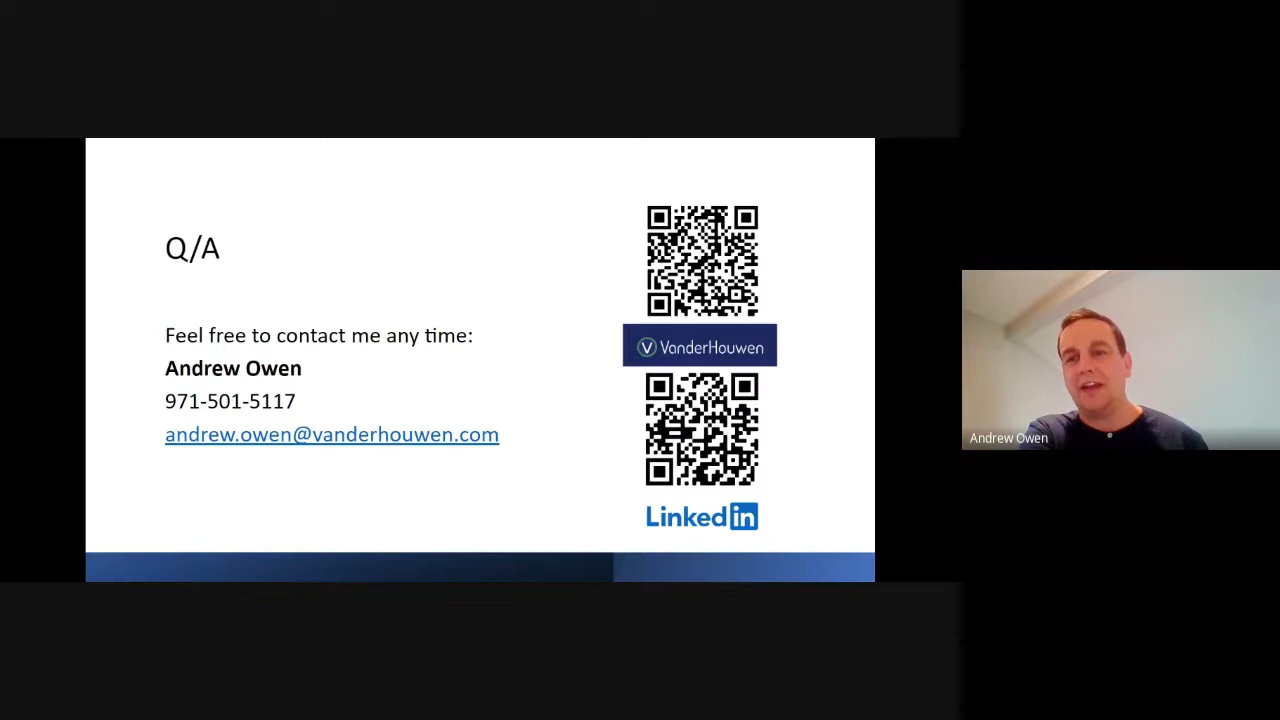 Q/A
Feel free to contact me any time:
Andrew Owen
971-501-5117
andrew.owen@vanderhouwen.com
VanderHouwen
Linkedin
Andrew Owen